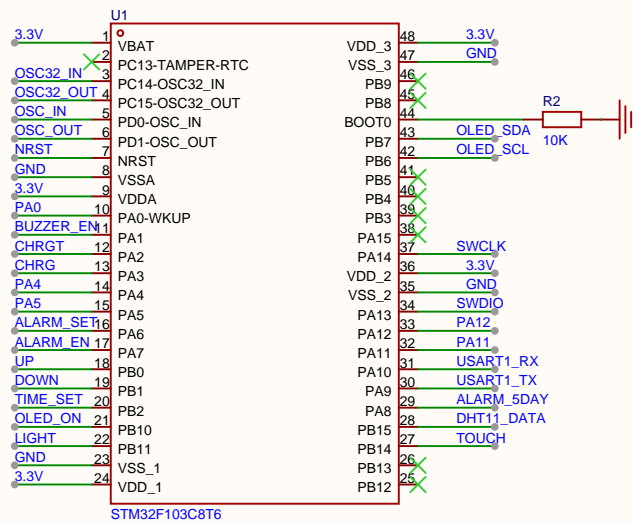 U1
3.3V 1 VBAT VDD_3 48 3.3V
2 PC13-TAMPER-RTC VSS_3 47 GND
OSC32_IN 3 PC14-OSC32_IN PB9 46
OSC32_OUT 4 PC15-OSC32_OUT PB8 45
OSC_IN 5 PD0-OSC_IN BOOT0 44 R2 10K
OSC_OUT 6 PD1-OSC_OUT PB7 43 OLED_SDA
NRST 7 NRST PB6 42 OLED_SCL
GND 8 VSSA PB5 41
3.3V 9 VDDA PB4 40
PA0 10 PA0-WKUP PB3 39
BUZZER_EN 11 PA1 PA15 38
CHRGT 12 PA2 PA14 37 SWCLK
CHRG 13 PA3 VDD_2 36 3.3V
PA4 14 PA4 VSS_2 35 GND
PA5 15 PA5 PA13 34 SWDIO
ALARM_SET 16 PA6 PA12 33 PA12
ALARM_EN 17 PA7 PA11 32 PA11
UP 18 PB0 PA10 31 USART1_RX
DOWN 19 PB1 PA9 30 USART1_TX
TIME_SET 20 PB2 PA8 29 ALARM_5DAY
OLED_ON 21 PB10 PB15 28 DHT11_DATA
LIGHT 22 PB11 PB14 27 TOUCH
GND 23 VSS_1 PB13 26
3.3V 24 VDD_1 PB12 25
STM32F103C8T6